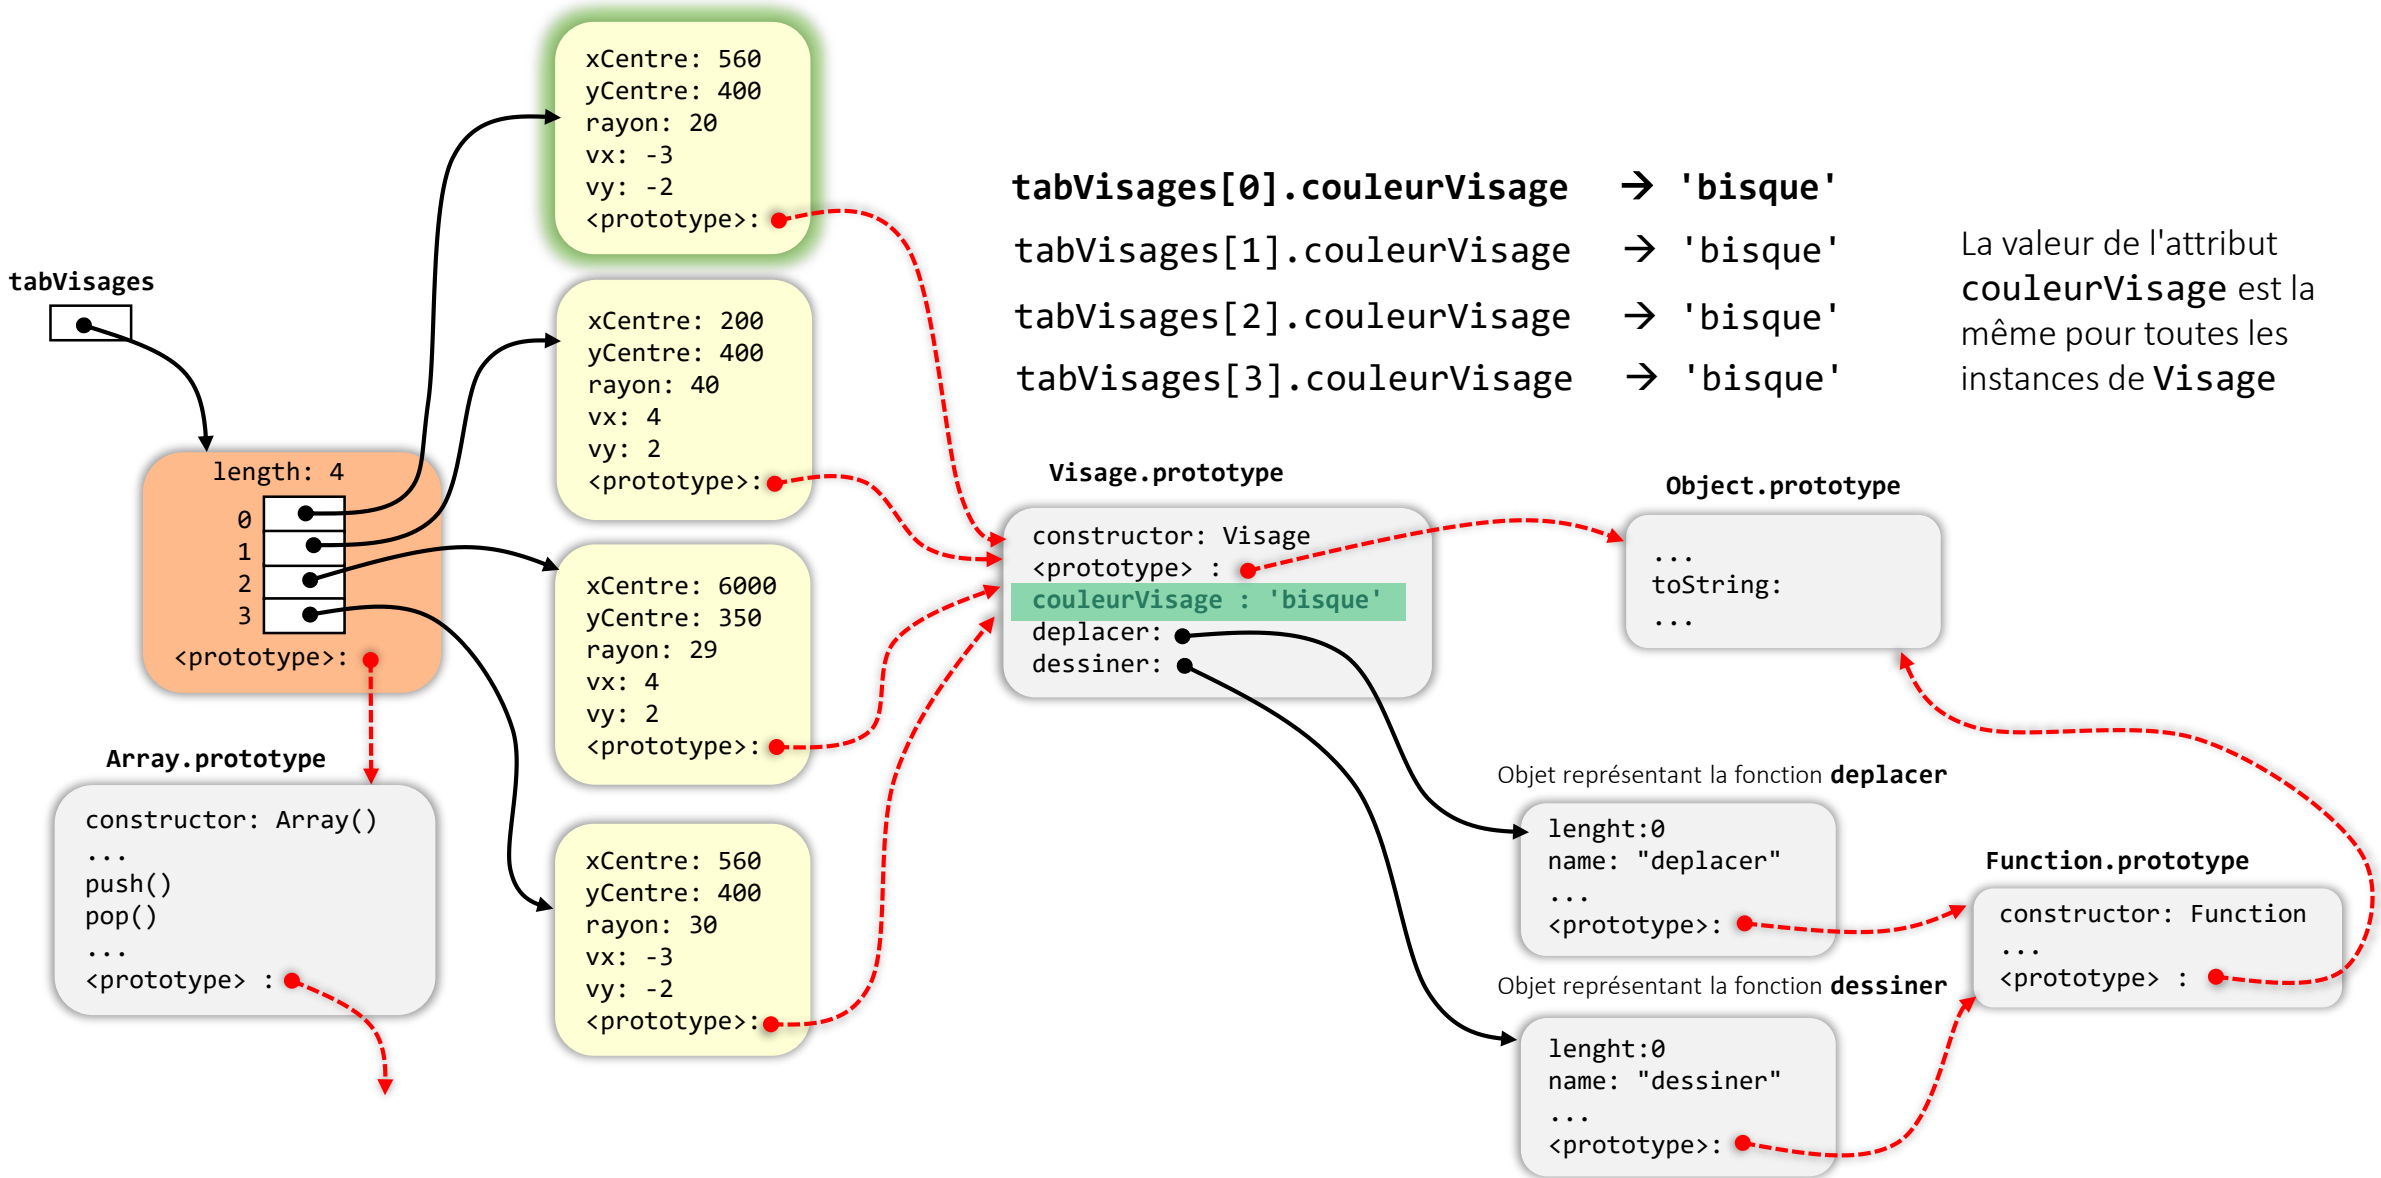 xCentre: 560
yCentre: 400
rayon: 20
vx: -3
vy: -2
<prototype>:
tabVisages[0].couleurVisage → 'bisque'
tabVisages[1].couleurVisage → 'bisque'
tabVisages[2].couleurVisage → 'bisque'
tabVisages[3].couleurVisage → 'bisque'
La valeur de l'attribut
couleurVisage est la
même pour toutes les
instances de Visage
tabVisages
xCentre: 200
yCentre: 400
rayon: 40
vx: 4
vy: 2
<prototype>:
length: 4
0
1
2
3
<prototype>:
xCentre: 6000
yCentre: 350
rayon: 29
vx: 4
vy: 2
<prototype>:
Visage.prototype
constructor: Visage
<prototype> :
couleurVisage : 'bisque'
deplacer:
dessiner:
Object.prototype
...
toString:
...
Array.prototype
constructor: Array()
...
push()
pop()
...
<prototype> :
xCentre: 560
yCentre: 400
rayon: 30
vx: -3
vy: -2
<prototype>:
Objet représentant la fonction deplacer
lenght:0
name: "deplacer"
...
<prototype>:
Function.prototype
constructor: Function
...
<prototype> :
Objet représentant la fonction dessiner
lenght:0
name: "dessiner"
...
<prototype>: